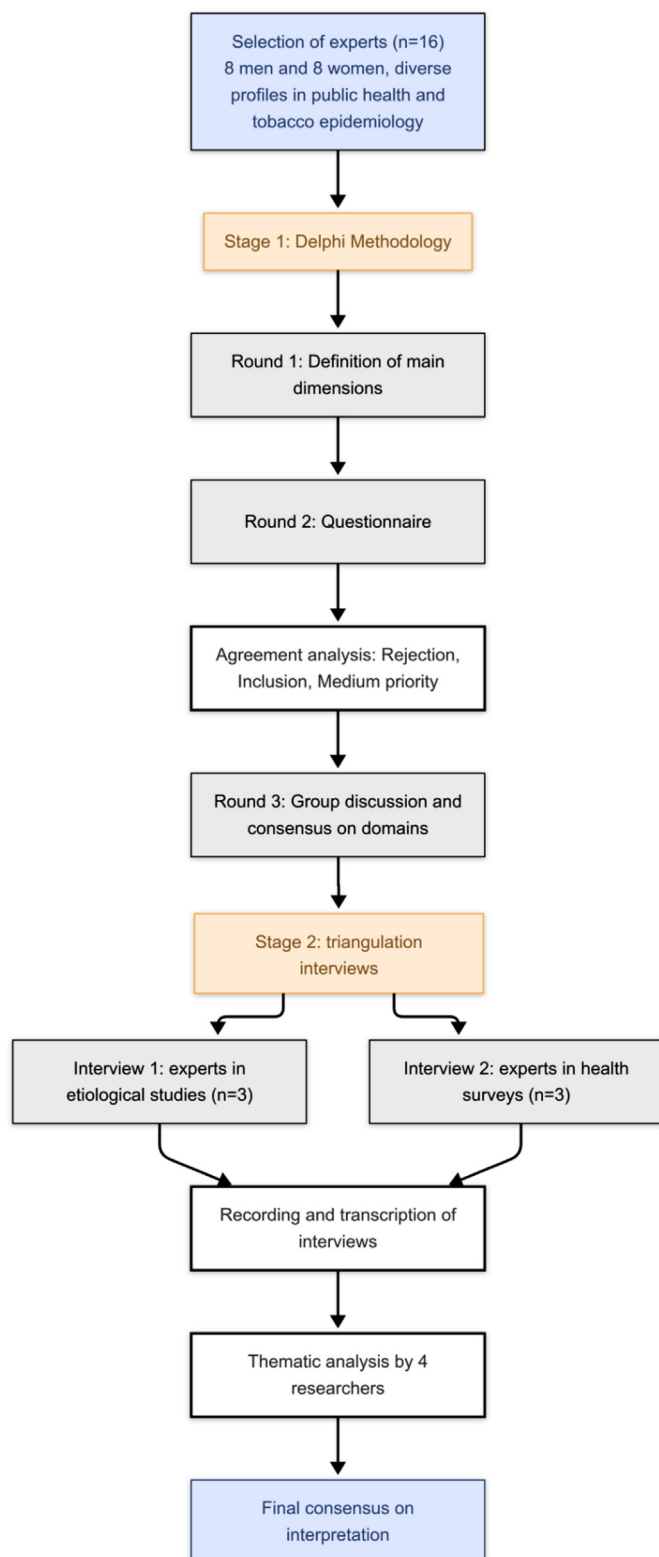 Selection of experts (n=16)
8 men and 8 women, diverse
profiles in public health and
tobacco epidemiology
Stage 1: Delphi Methodology
Round 1: Definition of main
dimensions
Round 2: Questionnaire
Agreement analysis: Rejection,
Inclusion, Medium priority
Round 3: Group discussion and
consensus on domains
Stage 2: triangulation
interviews
Interview 1: experts in
etiological studies (n=3)
Interview 2: experts in health
surveys (n=3)
Recording and transcription of
interviews
Thematic analysis by 4
researchers
Final consensus on
interpretation